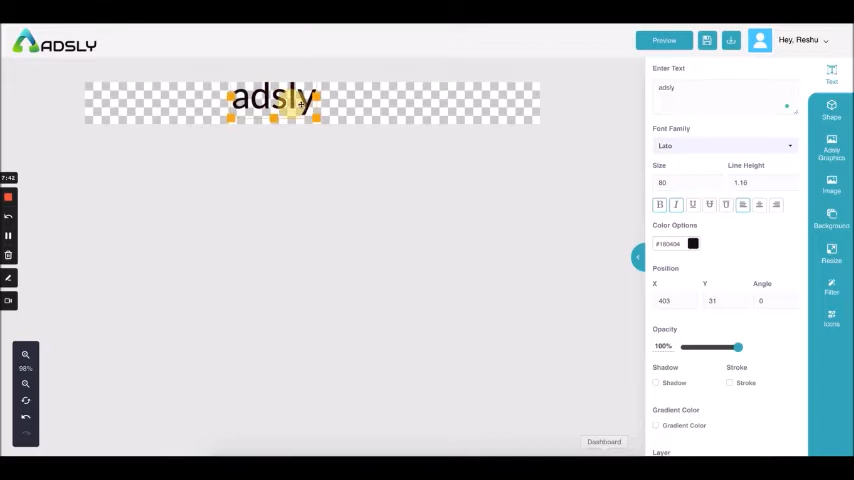 ADSLY
Preview
Hey, Reshu
adsly
Enter Text
adsly
Text
Font Family
Lato
Shape
Adsly
Graphics
Size
Line Height
80
1.16
Image
B I U U O
Background
Color Options
#160404
Resize
Position
X
Y
Angle
403
31
0
Filter
Icons
Opacity
100%
Shadow
Stroke
Shadow
Stroke
Gradient Color
Gradient Color
Layer
7:42
98%
Dashboard